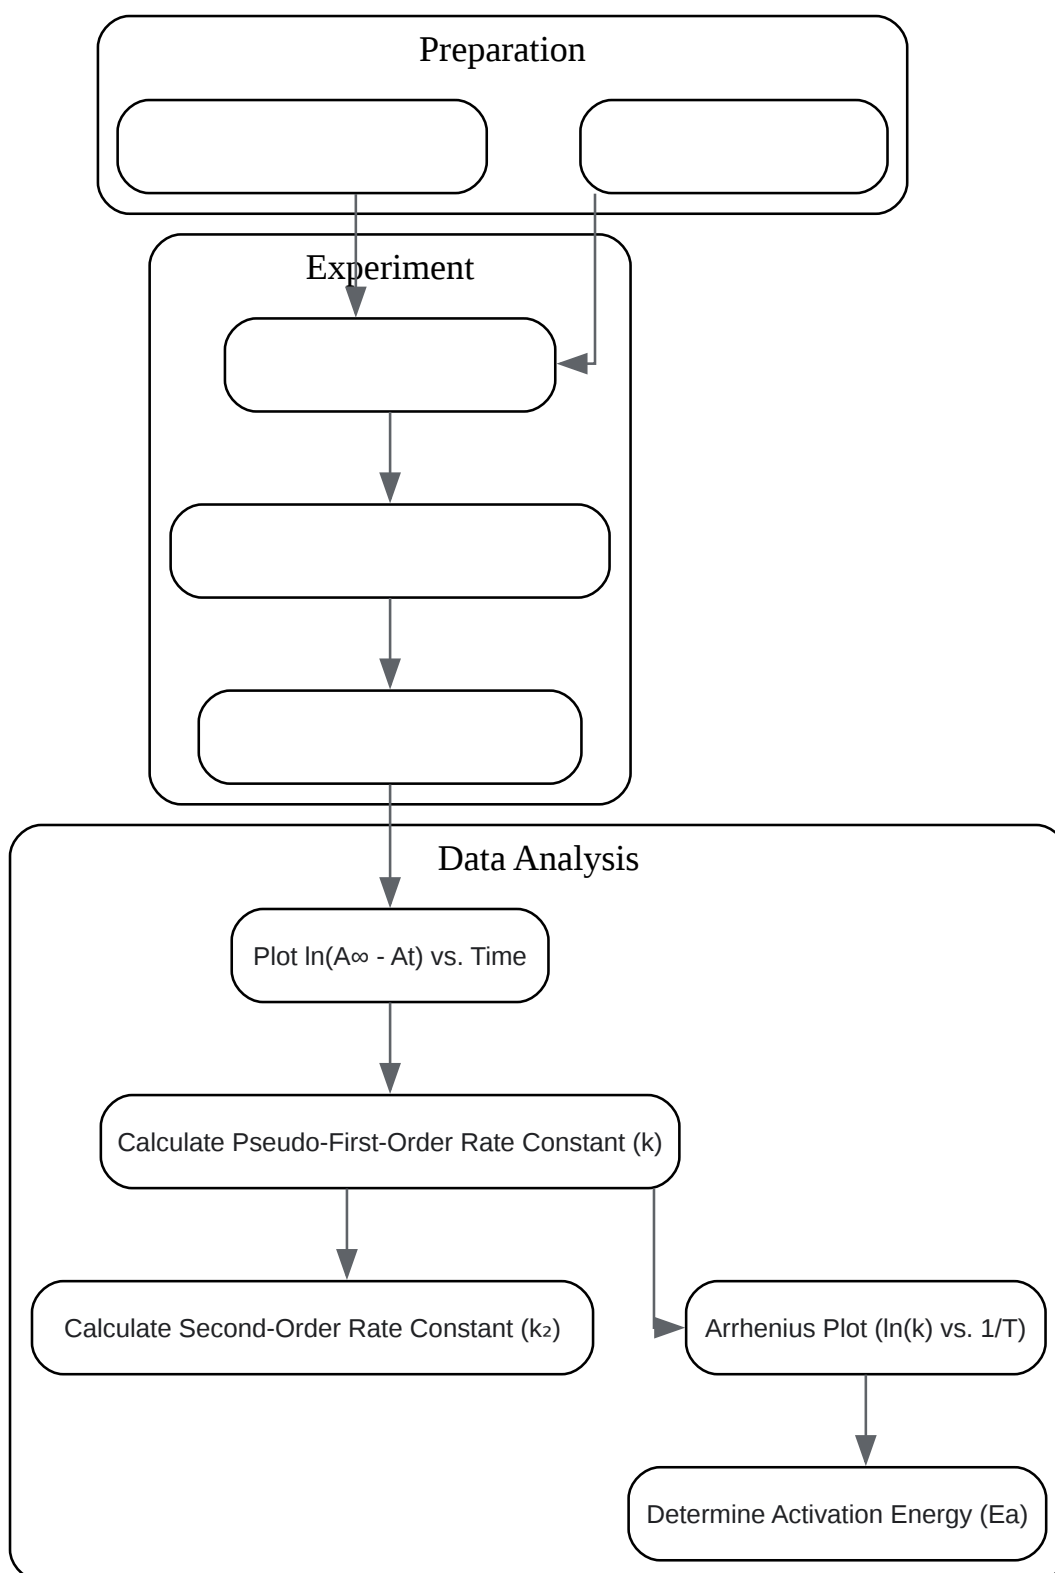 Preparation
Experiment
Data Analysis
Plot ln(A∞ - At) vs. Time
Calculate Pseudo-First-Order Rate Constant (k)
Calculate Second-Order Rate Constant (k₂)
Arrhenius Plot (ln(k) vs. 1/T)
Determine Activation Energy (Ea)